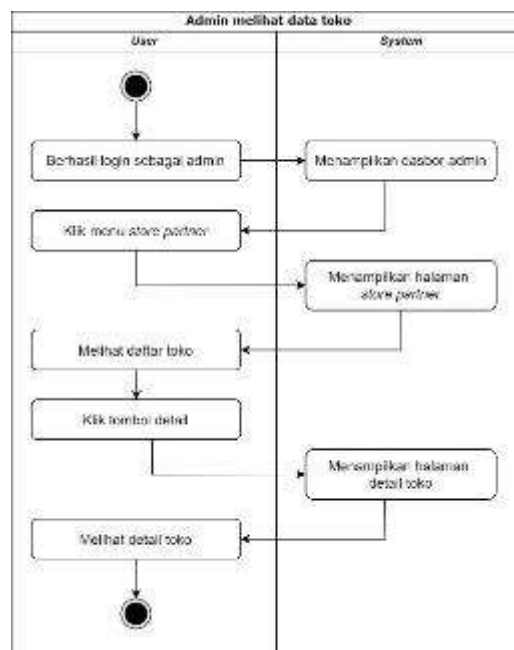 Admin melihat data toko
User
System
Berhasil login sebagai admin
Menampilkan dasbor admin
Klik menu store partner
Menampilkan halaman
store partner
Melihat daftar toko
Klik tombol detail
Menampilkan halaman
detail toko
Melihat detail toko